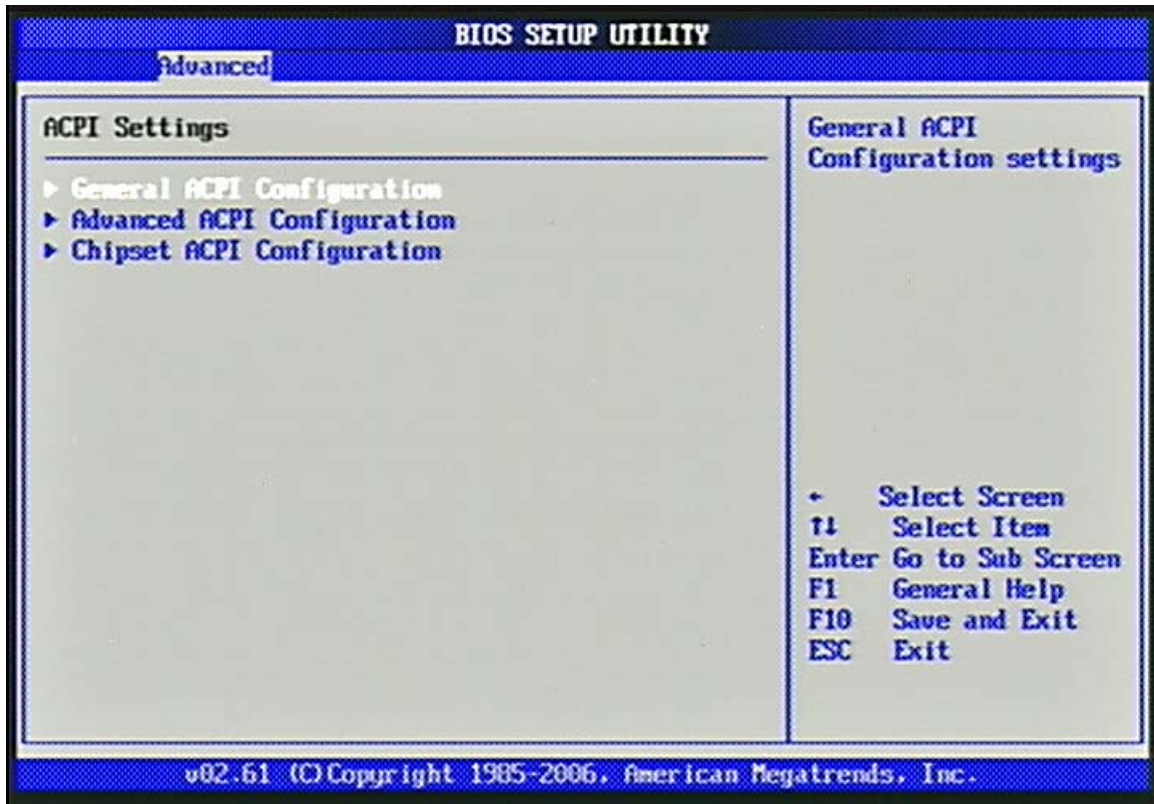 BIOS SETUP UTILITY
Advanced
ACPI Settings
▶ General ACPI Configuration
▶ Advanced ACPI Configuration
▶ Chipset ACPI Configuration
General ACPI
Configuration settings
← Select Screen
↑↓ Select Item
Enter Go to Sub Screen
F1 General Help
F10 Save and Exit
ESC Exit
v02.61 (C)Copyright 1985-2006, American Megatrends, Inc.